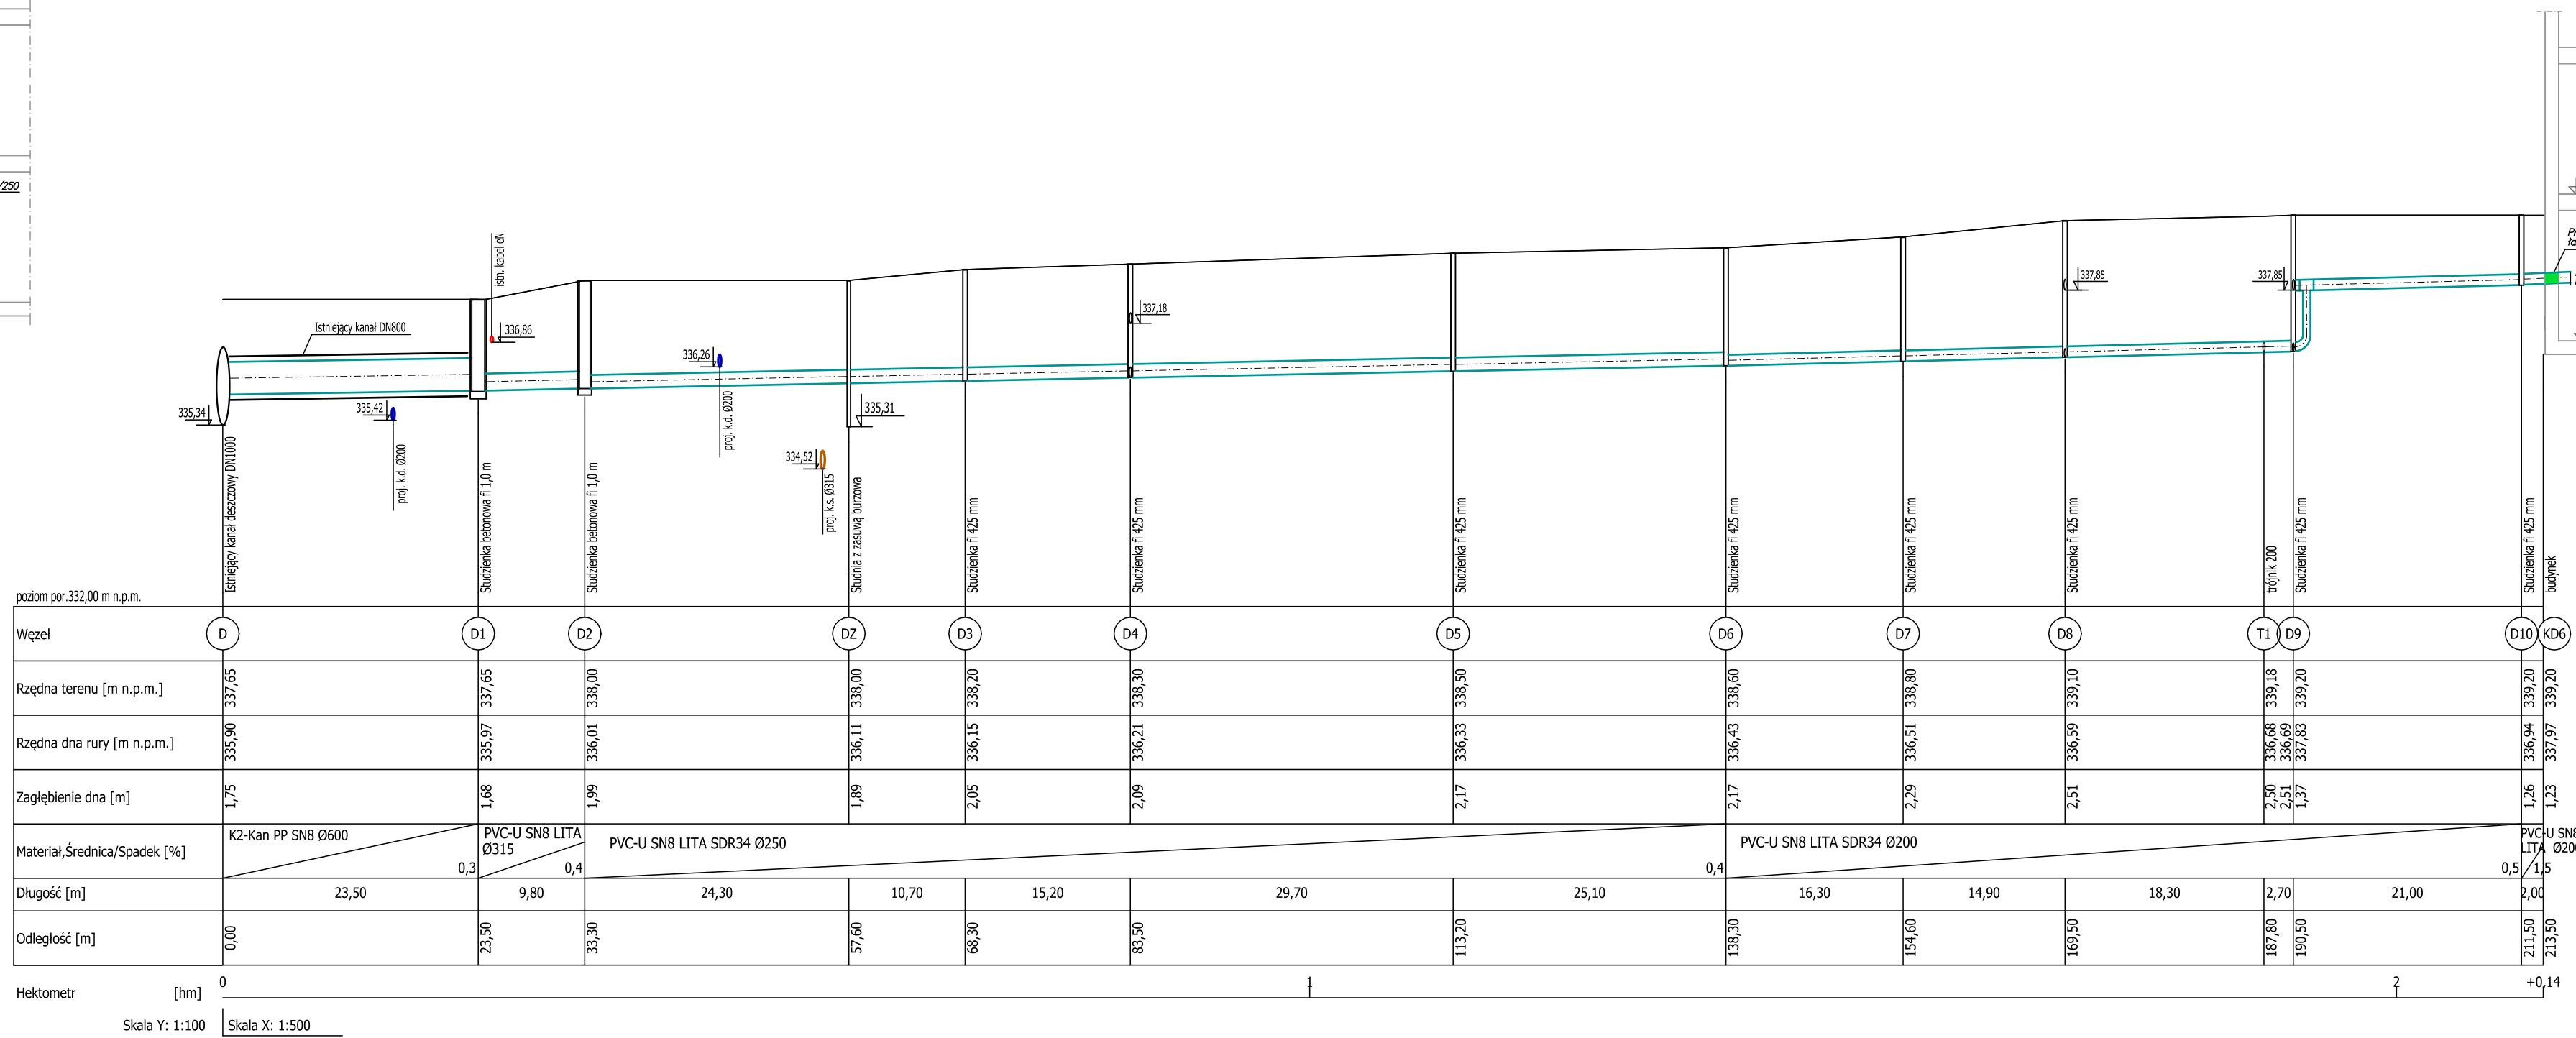 /250
Istniejący kanał DN800
istn. kabel eN
336,86
336,26
proj. k.d. Ø200
335,34
335,42
proj. k.d. Ø200
334,52
proj. k.s. Ø315
335,31
337,18
337,85
337,85
Istniejący kanał deszczowy DN1000
Studzienka betonowa fi 1,0 m
Studzienka betonowa fi 1,0 m
Studnia z zasuwą burzowa
Studzienka fi 425 mm
Studzienka fi 425 mm
Studzienka fi 425 mm
Studzienka fi 425 mm
Studzienka fi 425 mm
Studzienka fi 425 mm
trójnik 200
Studzienka fi 425 mm
Studzienka fi 425 mm
budynek
poziom por.332,00 m n.p.m.
Węzeł D D1 D2 DZ D3 D4 D5 D6 D7 D8 T1 D9 D10 KD6
Rzędna terenu [m n.p.m.] 337,65 337,65 338,00 338,00 338,20 338,30 338,50 338,60 338,80 339,10 339,18 339,20 339,20 339,20
Rzędna dna rury [m n.p.m.] 335,90 335,97 336,01 336,11 336,15 336,21 336,33 336,43 336,51 336,59 336,68 336,69 337,83 336,94 337,97
Zagłębienie dna [m] 1,75 1,68 1,99 1,89 2,05 2,09 2,17 2,17 2,29 2,51 2,50 2,51 1,37 1,26 1,23
Materiał,Średnica/Spadek [%]
K2-Kan PP SN8 Ø600
0,3
PVC-U SN8 LITA
Ø315
0,4
PVC-U SN8 LITA SDR34 Ø250
0,4
PVC-U SN8 LITA SDR34 Ø200
0,5
PVC-U SN8
LITA Ø200
1,5
Długość [m] 23,50 9,80 24,30 10,70 15,20 29,70 25,10 16,30 14,90 18,30 2,70 21,00 2,00
Odległość [m] 0,00 23,50 33,30 57,60 68,30 83,50 113,20 138,30 154,60 169,50 187,80 190,50 211,50 213,50
Hektometr [hm] 0 1 2 +0,14
Skala Y: 1:100 Skala X: 1:500